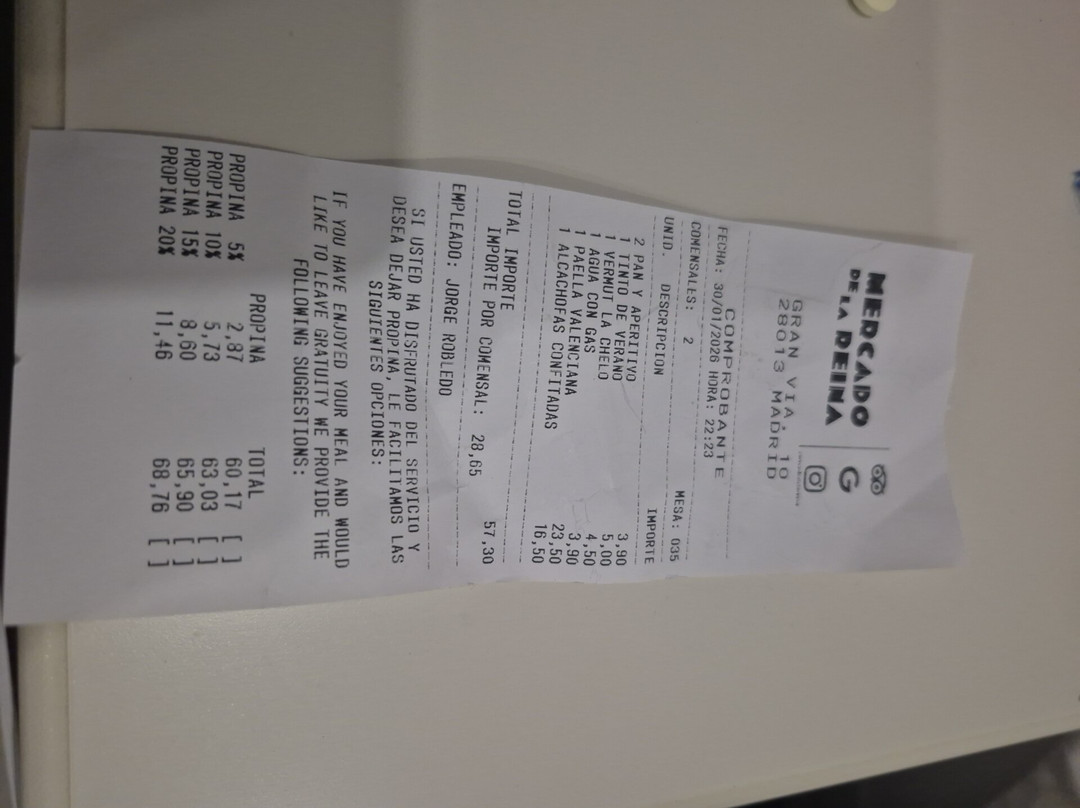 MERCADO
DE LA REINA
G
GRAN VIA, 10
28013 MADRID
COMPROBANTE
FECHA: 30/01/2026 HORA: 22:23
COMENSALES: 2 MESA: 035
UNID. DESCRIPCION IMPORTE
2 PAN Y APERITIVO 3,90
1 TINTO DE VERANO 5,00
1 VERMUT LA CHELO 4,50
1 AGUA CON GAS 3,90
1 PAELLA VALENCIANA 23,50
1 ALCACHOFAS CONFITADAS 16,50
TOTAL IMPORTE 57,30
IMPORTE POR COMENSAL: 28,65
EMPLEADO: JORGE ROBLEDO
SI USTED HA DISFRUTADO DEL SERVICIO Y
DESEA DEJAR PROPINA, LE FACILITAMOS LAS
SIGUIENTES OPCIONES:
IF YOU HAVE ENJOYED YOUR MEAL AND WOULD
LIKE TO LEAVE GRATUITY WE PROVIDE THE
FOLLOWING SUGGESTIONS:
PROPINA TOTAL
PROPINA 5% 2,87 60,17 [ ]
PROPINA 10% 5,73 63,03 [ ]
PROPINA 15% 8,60 65,90 [ ]
PROPINA 20% 11,46 68,76 [ ]